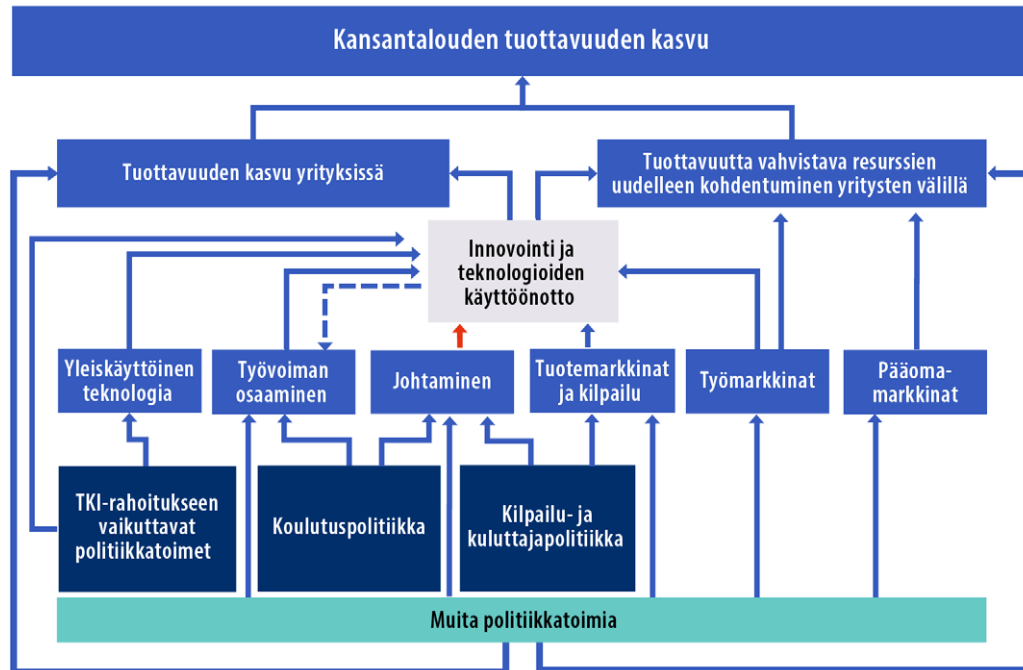 Kansantalouden tuottavuuden kasvu
Tuottavuuden kasvu yrityksissä
Tuottavuutta vahvistava resurssien
uudelleen kohdentuminen yritysten välillä
Innovointi ja
teknologioiden
käyttöönotto
Yleiskäyttöinen
teknologia
Työvoiman
osaaminen
Johtaminen
Tuotemarkkinat
ja kilpailu
Työmarkkinat
Pääoma-
markkinat
TKI-rahoitukseen
vaikuttavat
politiikkatoimet
Koulutuspolitiikka
Kilpailu- ja
kuluttajapolitiikka
Muita politiikkatoimia